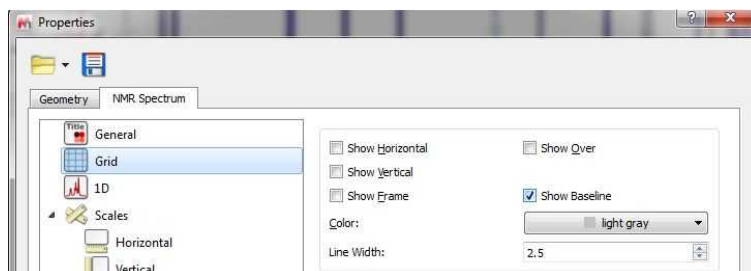 Properties
Geometry NMR Spectrum
Title
General
Grid
1D
Scales
Horizontal
Vertical
Show Horizontal Show Over
Show Vertical
Show Frame Show Baseline
Color: light gray
Line Width: 2.5